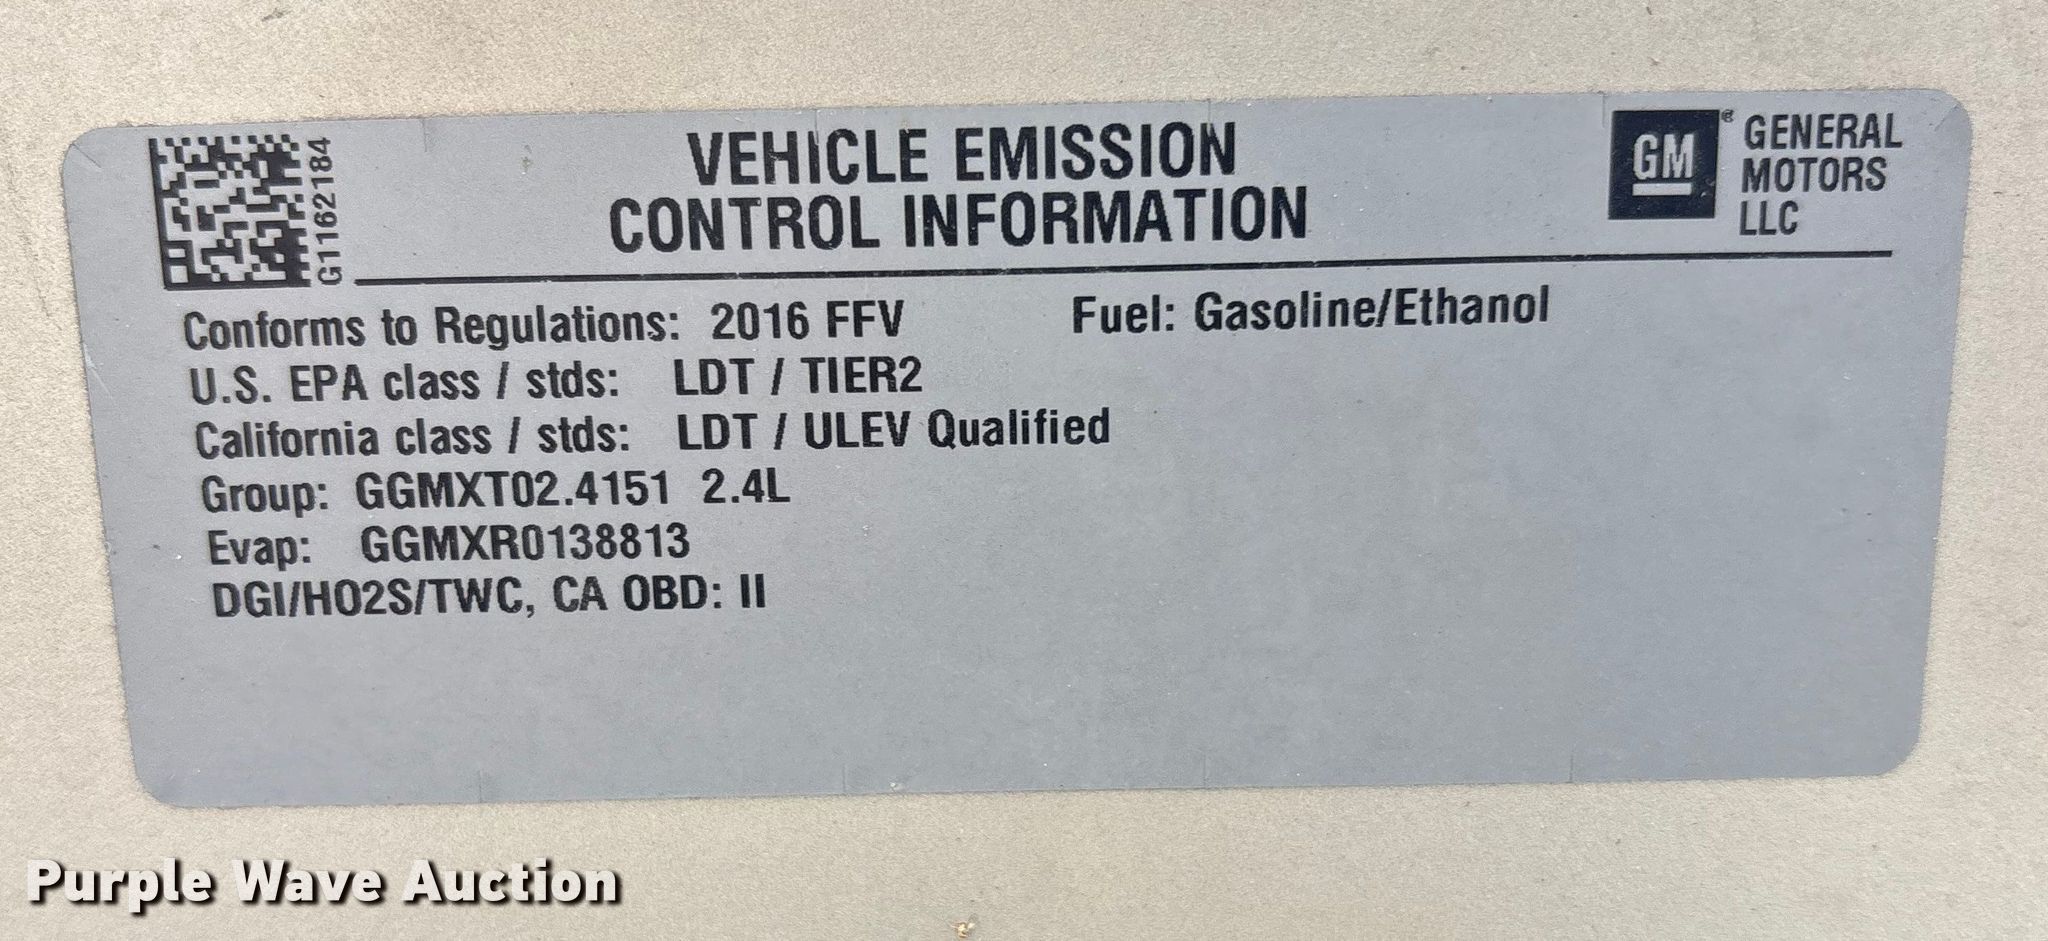 G1162184
VEHICLE EMISSION
CONTROL INFORMATION
GM®
GENERAL
MOTORS
LLC
Conforms to Regulations: 2016 FFV Fuel: Gasoline/Ethanol
U.S. EPA class / stds: LDT / TIER2
California class / stds: LDT / ULEV Qualified
Group: GGMXT02.4151 2.4L
Evap: GGMXR0138813
DGI/HO2S/TWC, CA OBD: II
Purple Wave Auction